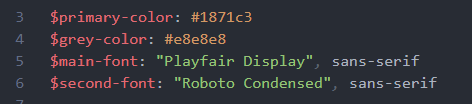 3 $primary-color: #1871c3
4 $grey-color: #e8e8e8
5 $main-font: "Playfair Display", sans-serif
6 $second-font: "Roboto Condensed", sans-serif